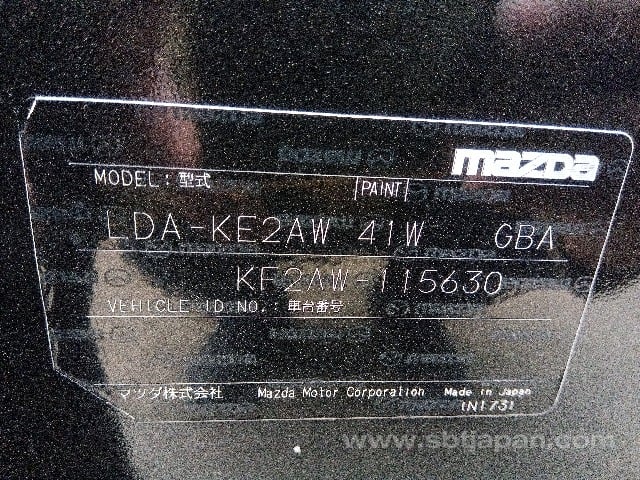 mazda
MODEL : 型式 PAINT
LDA-KE2AW 41W GBA
KE2AW-115630
VEHICLE ID NO. : 車台番号
マツダ株式会社 Mazda Motor Corporation Made in Japan
1N1731
www.sbtjapan.com